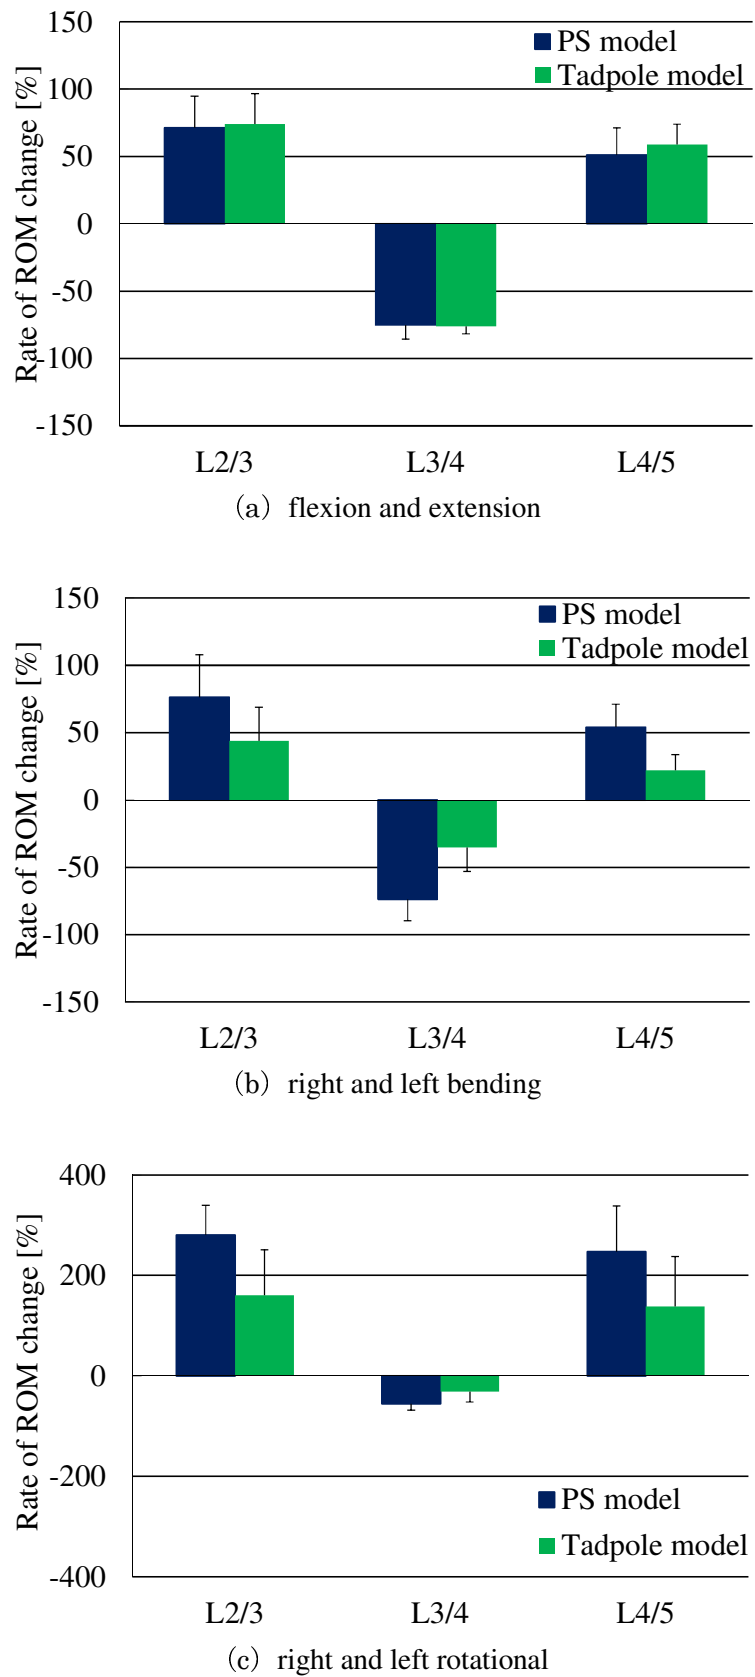 150
100
50
0
-50
-100
-150
Rate of ROM change [%]
PS model
Tadpole model
L2/3 L3/4 L4/5
(a) flexion and extension
150
100
50
0
-50
-100
-150
Rate of ROM change [%]
PS model
Tadpole model
L2/3 L3/4 L4/5
(b) right and left bending
400
200
0
-200
-400
Rate of ROM change [%]
PS model
Tadpole model
L2/3 L3/4 L4/5
(c) right and left rotational